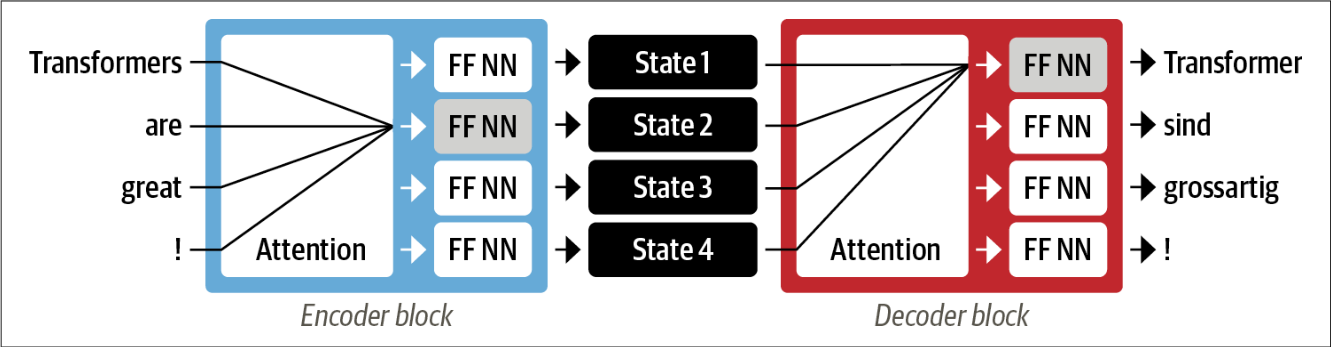 Transformers FF NN State 1 FF NN Transformer
are FF NN State 2 FF NN sind
great FF NN State 3 FF NN grossartig
! Attention FF NN State 4 Attention FF NN !
Encoder block Decoder block